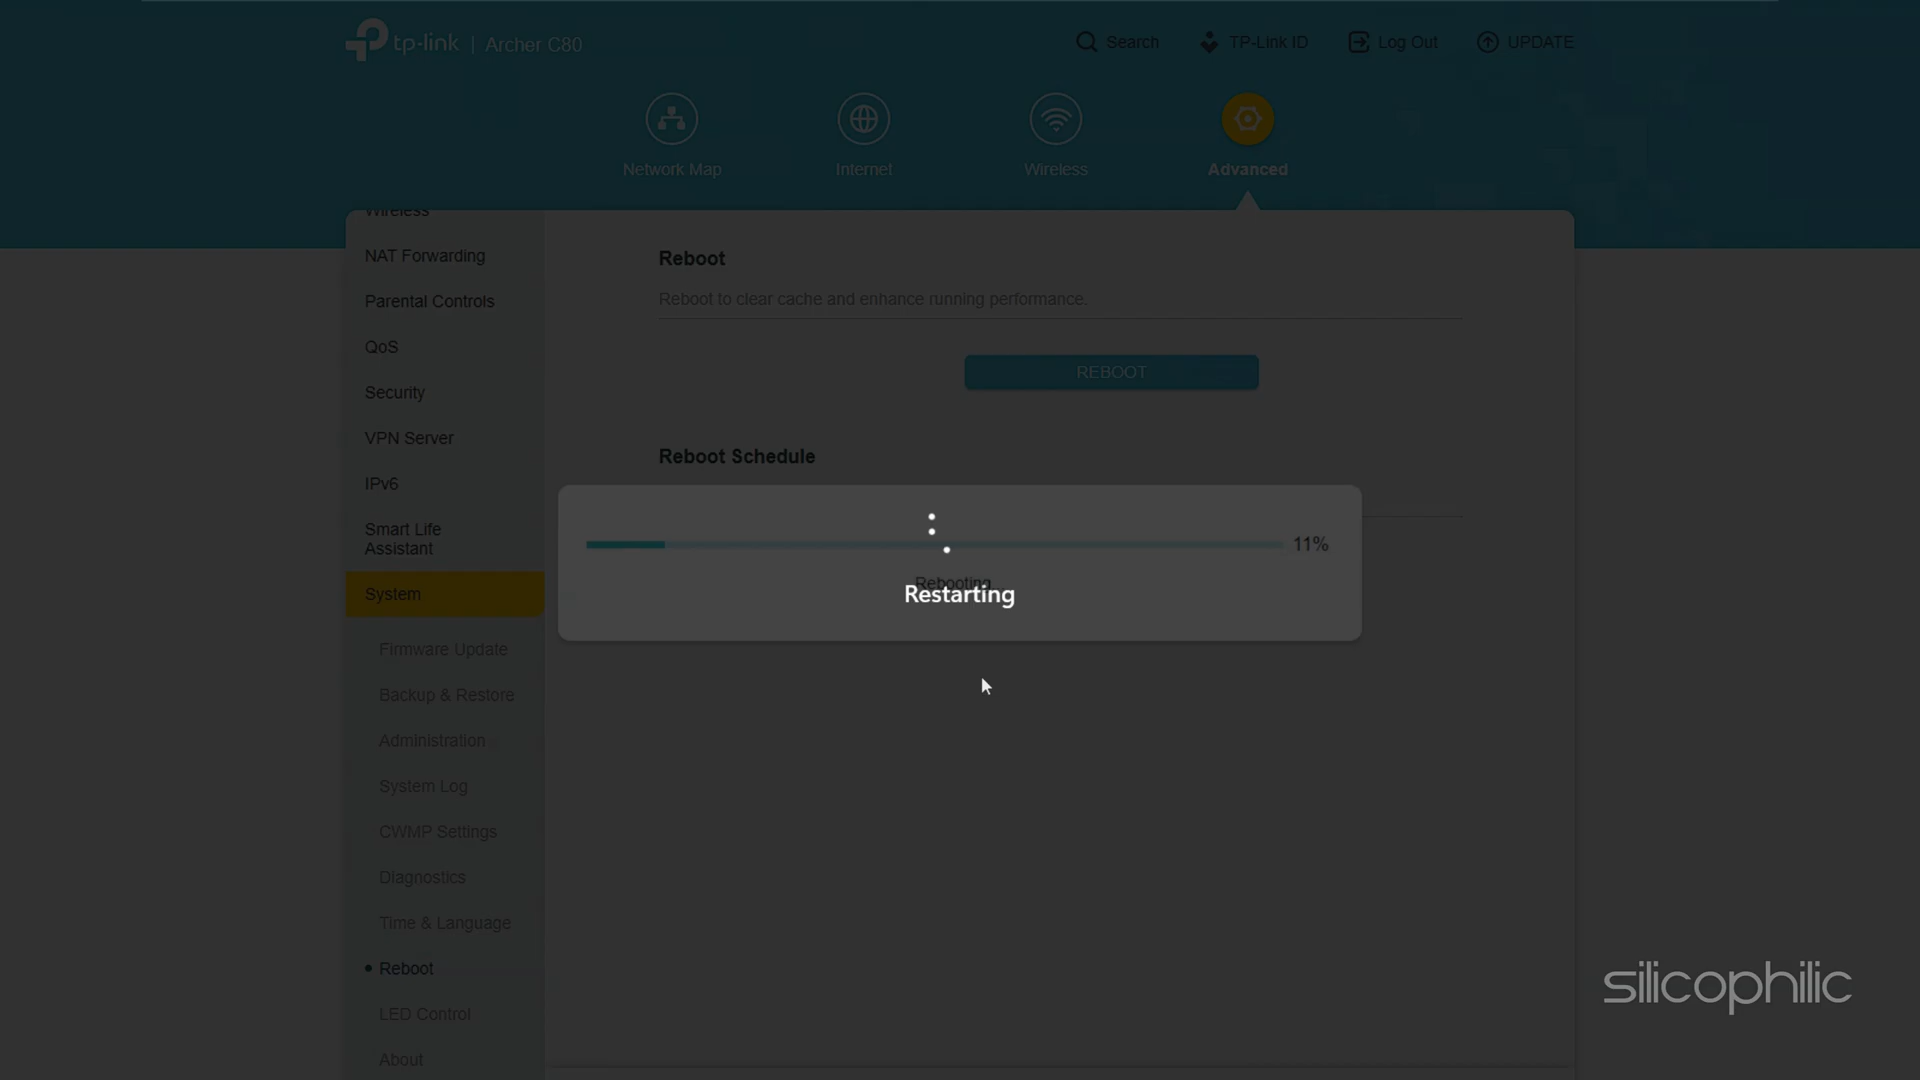 tp-link | Archer C80
Search
TP-Link ID
Log Out
UPDATE
Network Map
Internet
Wireless
Advanced
Wireless
NAT Forwarding
Parental Controls
QoS
Security
VPN Server
IPv6
Smart Life
Assistant
System
Firmware Update
Backup & Restore
Administration
System Log
CWMP Settings
Diagnostics
Time & Language
Reboot
LED Control
About
Reboot
Reboot to clear cache and enhance running performance.
REBOOT
Reboot Schedule
11%
Rebooting
Restarting
silicophilic